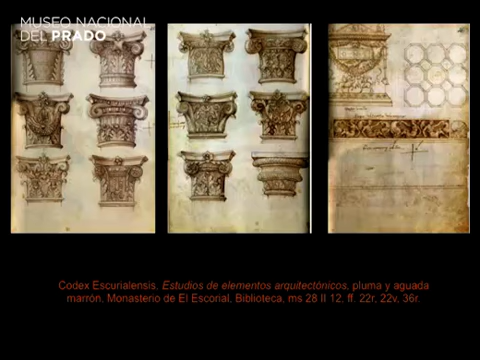 MUSEO NACIONAL
DEL PRADO
Codex Escurialensis. Estudios de elementos arquitectónicos. pluma y aguada
marrón. Monasterio de El Escorial, Biblioteca, ms 28 II 12, ff. 22r, 22v, 36r.